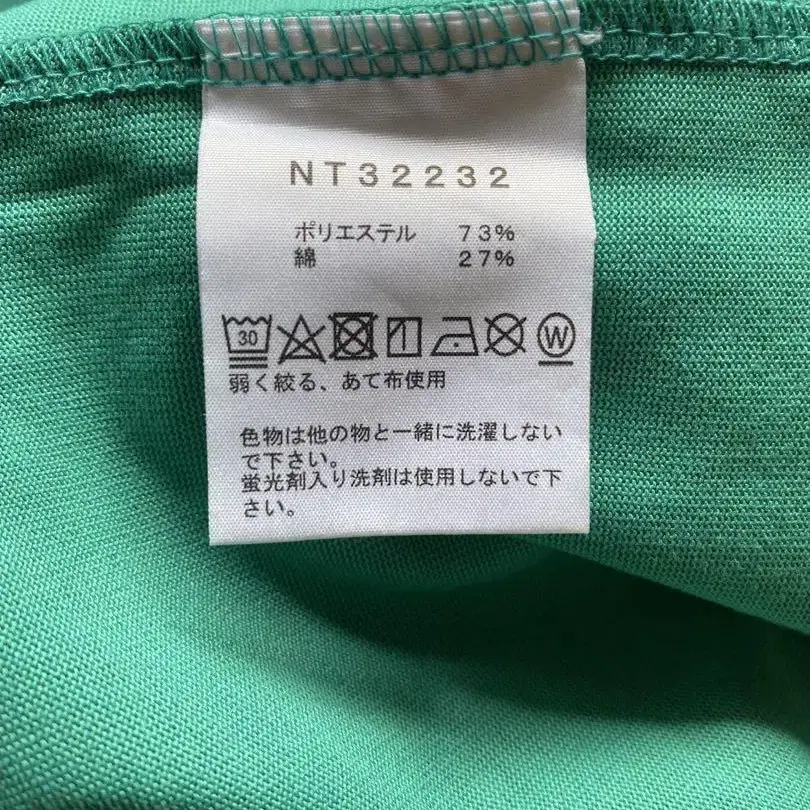 NT32232
ポリエステル 73%
綿 27%
30 W
弱く絞る、あて布使用
色物は他の物と一緒に洗濯しない
で下さい。
蛍光剤入り洗剤は使用しないで下
さい。